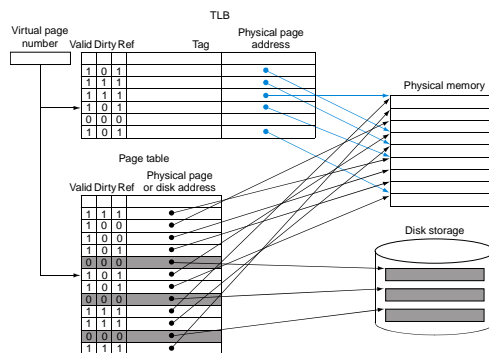 TLB
Virtual page
number
Valid Dirty Ref
Tag
Physical page
address
1 0 1
1 1 1
1 1 1
1 0 1
0 0 0
1 0 1
Physical memory
Page table
Valid Dirty Ref
Physical page
or disk address
1 1 1
1 0 0
1 0 0
1 0 1
0 0 0
1 0 1
1 0 1
0 0 0
1 1 1
1 1 1
0 0 0
1 1 1
Disk storage